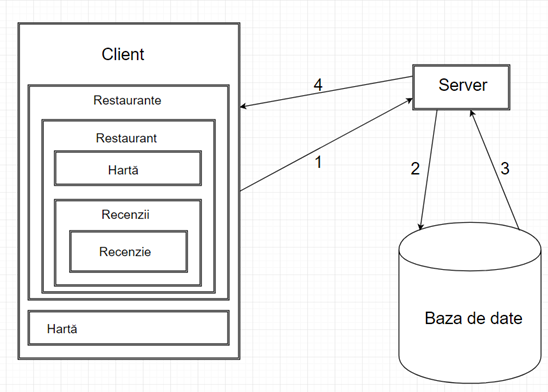 Client
Restaurante
Restaurant
Hartă
Recenzii
Recenzie
Hartă
4
1
Server
2
3
Baza de date